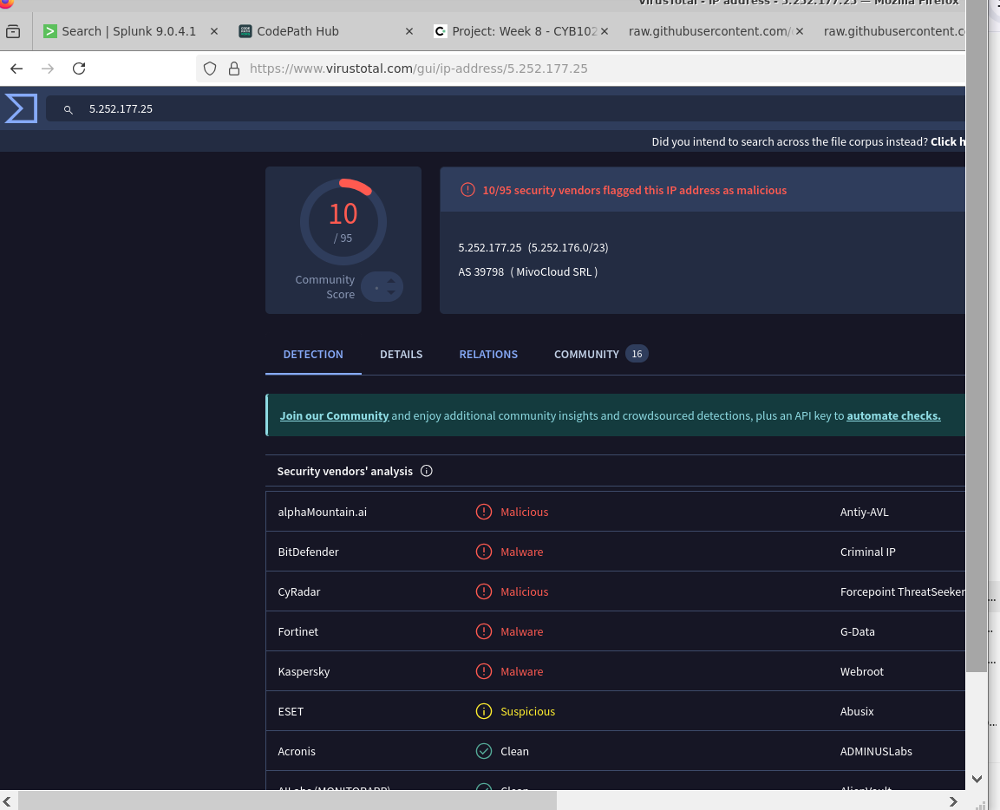 VirusTotal - IP address - 5.252.177.25 — Mozilla Firefox
Search | Splunk 9.0.4.1
CodePath Hub
Project: Week 8 - CYB102
raw.githubusercontent.com/
raw.githubusercontent.c
https://www.virustotal.com/gui/ip-address/5.252.177.25
5.252.177.25
Did you intend to search across the file corpus instead? Click h
10
/ 95
Community
Score
10/95 security vendors flagged this IP address as malicious
5.252.177.25 (5.252.176.0/23)
AS 39798 ( MivoCloud SRL )
DETECTION DETAILS RELATIONS COMMUNITY 16
Join our Community and enjoy additional community insights and crowdsourced detections, plus an API key to automate checks.
Security vendors' analysis
alphaMountain.ai Malicious Antiy-AVL
BitDefender Malware Criminal IP
CyRadar Malicious Forcepoint ThreatSeeker
Fortinet Malware G-Data
Kaspersky Malware Webroot
ESET Suspicious Abusix
Acronis Clean ADMINUSLabs
AILabs (MONITORAPP) Clean AlienVault